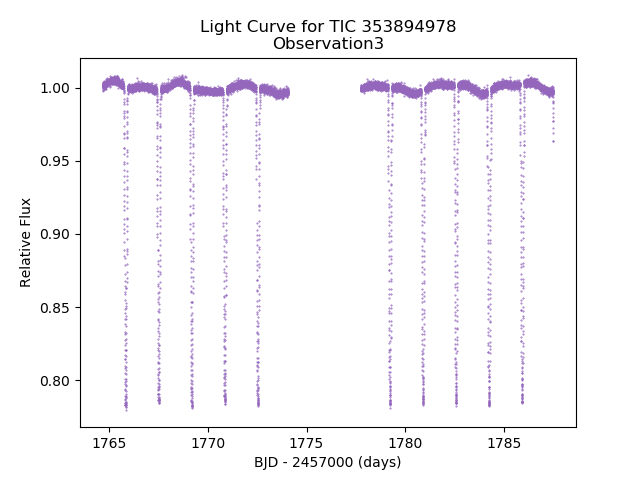 Light Curve for TIC 353894978
Observation3
1.00
0.95
0.90
0.85
0.80
Relative Flux
1765
1770
1775
1780
1785
BJD - 2457000 (days)